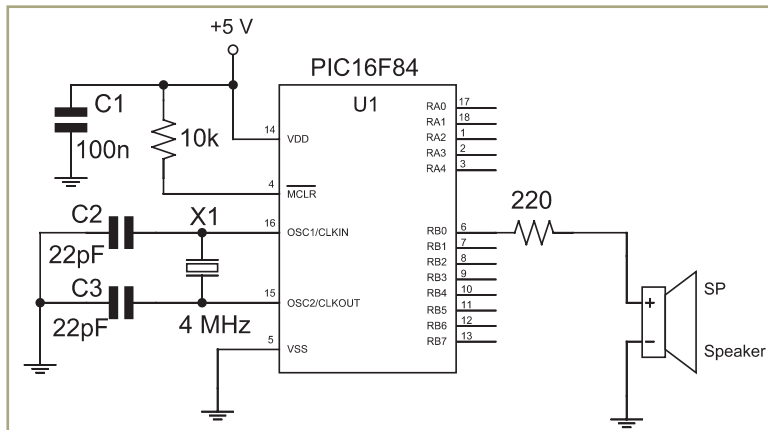 +5 V
PIC16F84
U1
C1
100n
10k
14 VDD
4 MCLR
C2
22pF
X1
16 OSC1/CLKIN
C3
22pF
4 MHz
15 OSC2/CLKOUT
5 VSS
RA0 17
RA1 18
RA2 1
RA3 2
RA4 3
RB0 6
RB1 7
RB2 8
RB3 9
RB4 10
RB5 11
RB6 12
RB7 13
220
+
SP
−
Speaker